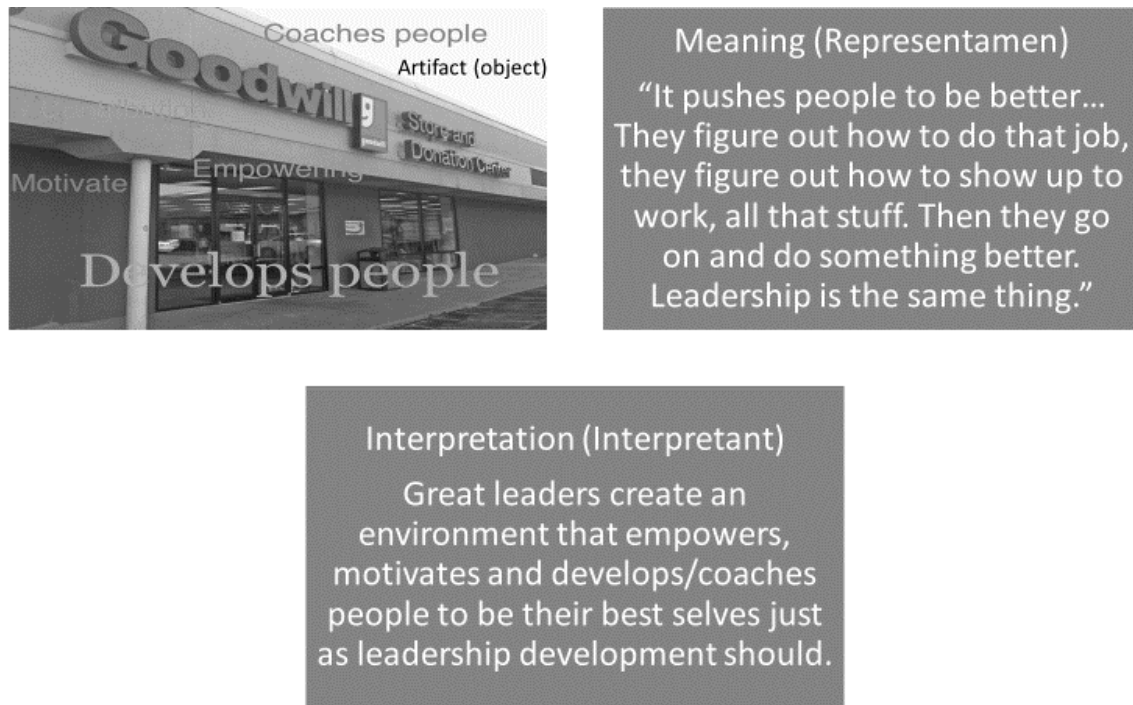 Coaches people
Artifact (object)
Goodwill
g
goodwill
Store and
Donation Center
Empowering
Motivate
Develops people
Meaning (Representamen)
“It pushes people to be better…
They figure out how to do that job,
they figure out how to show up to
work, all that stuff. Then they go
on and do something better.
Leadership is the same thing.”
Interpretation (Interpretant)
Great leaders create an
environment that empowers,
motivates and develops/coaches
people to be their best selves just
as leadership development should.